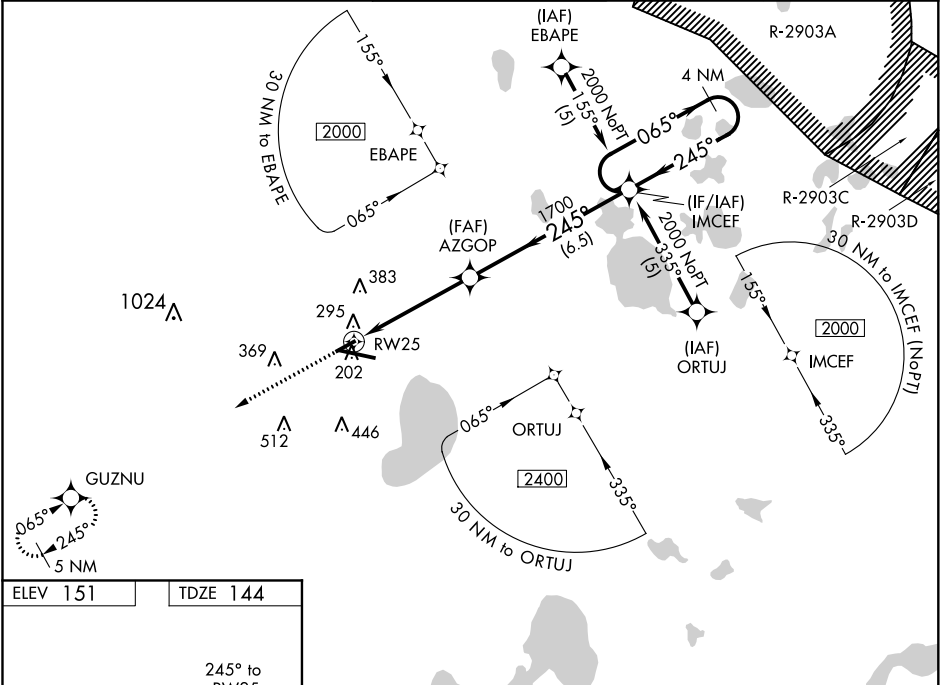 (IAF)
EBAPE
R-2903A
155°
30 NM to EBAPE
2000
EBAPE
065°
2000 NoPT
155°
(5)
4 NM
065°
245°
R-2903C
R-2903D
(IF/IAF)
IMCEF
(FAF)
AZGOP
1700
245°
(6.5)
2000 NoPT
335°
(5)
30 NM to IMCEF (NoPT)
155°
2000
IMCEF
335°
1024
383
295
RW25
369
202
(IAF)
ORTUJ
512
446
065°
ORTUJ
2400
335°
30 NM to ORTUJ
GUZNU
065°
245°
5 NM
ELEV 151
TDZE 144
245° to
RW25